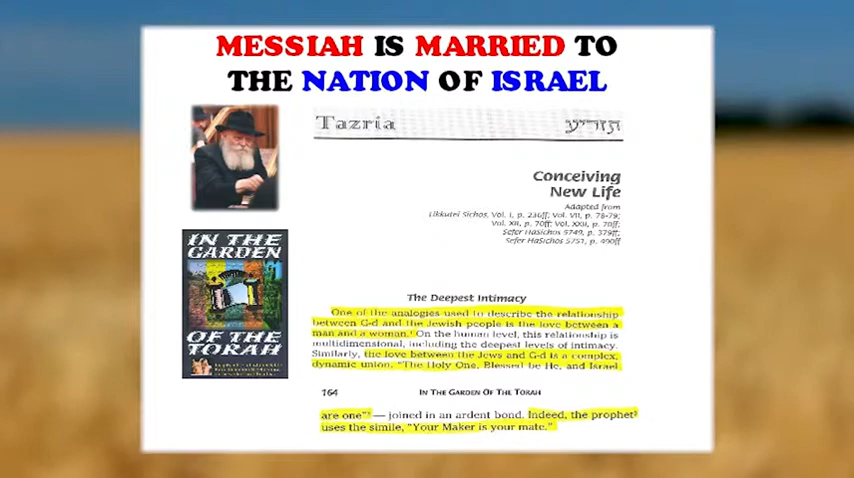 MESSIAH IS MARRIED TO
THE NATION OF ISRAEL
Tazria תזריע
Conceiving
New Life
Adapted from
Likkutei Sichos, Vol. I, p. 236ff; Vol. VII, p. 78-79;
Vol. XII, p. 70ff; Vol. XXII, p. 70ff;
Sefer HaSichos 5749, p. 379ff;
Sefer HaSichos 5751, p. 490ff
IN THE
GARDEN
OF THE
TORAH
The Deepest Intimacy
One of the analogies used to describe the relationship
between G-d and the Jewish people is the love between a
man and a woman.¹ On the human level, this relationship is
multidimensional, including the deepest levels of intimacy.
Similarly, the love between the Jews and G-d is a complex,
dynamic union. "The Holy One, Blessed be He, and Israel
164 IN THE GARDEN OF THE TORAH
are one" — joined in an ardent bond. Indeed, the prophet
uses the simile, "Your Maker is your mate."